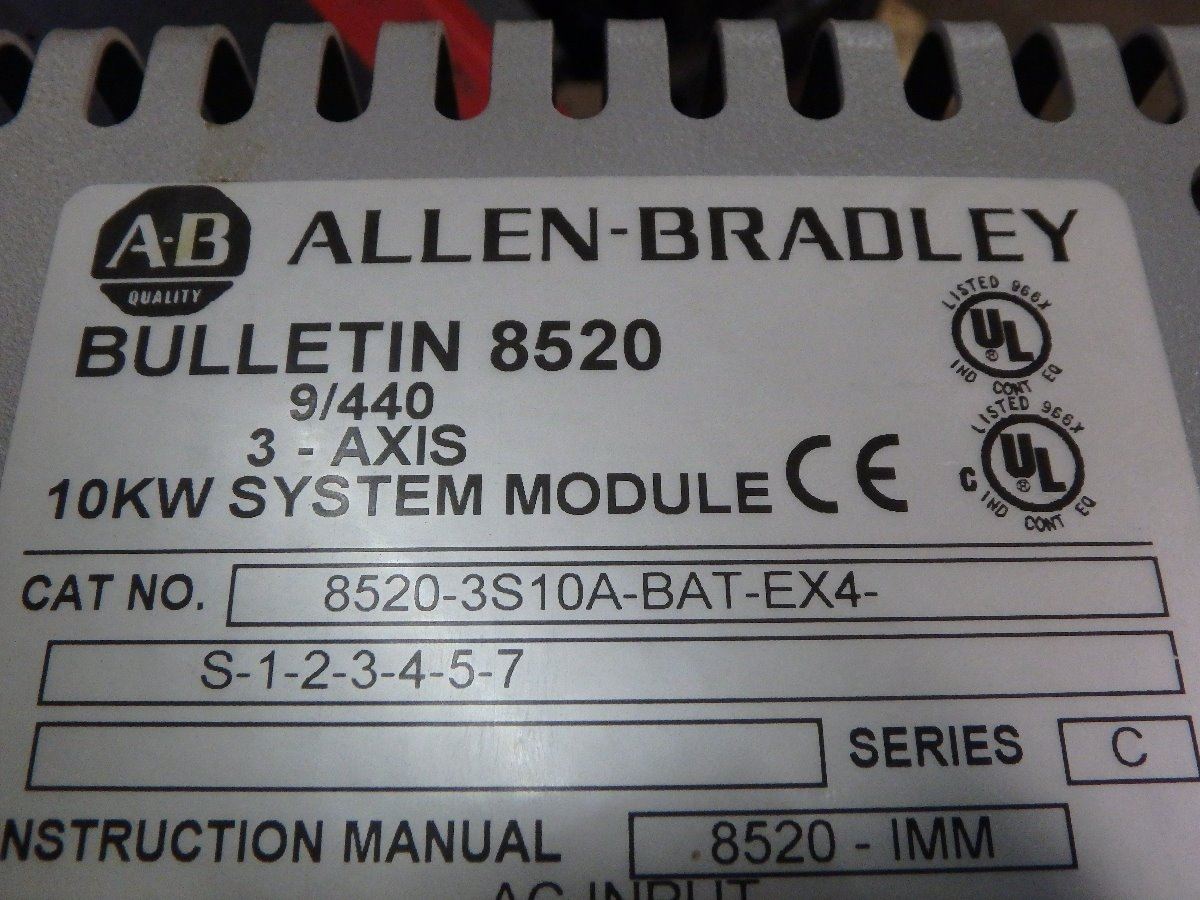 A-B
QUALITY
ALLEN-BRADLEY
BULLETIN 8520
9/440
3 - AXIS
10KW SYSTEM MODULE
CE
LISTED 966X
UL
®
IND CONT EQ
LISTED 966X
C
UL
®
IND CONT EQ
CAT NO. 8520-3S10A-BAT-EX4-
S-1-2-3-4-5-7
SERIES C
NSTRUCTION MANUAL 8520 - IMM
AC INPUT